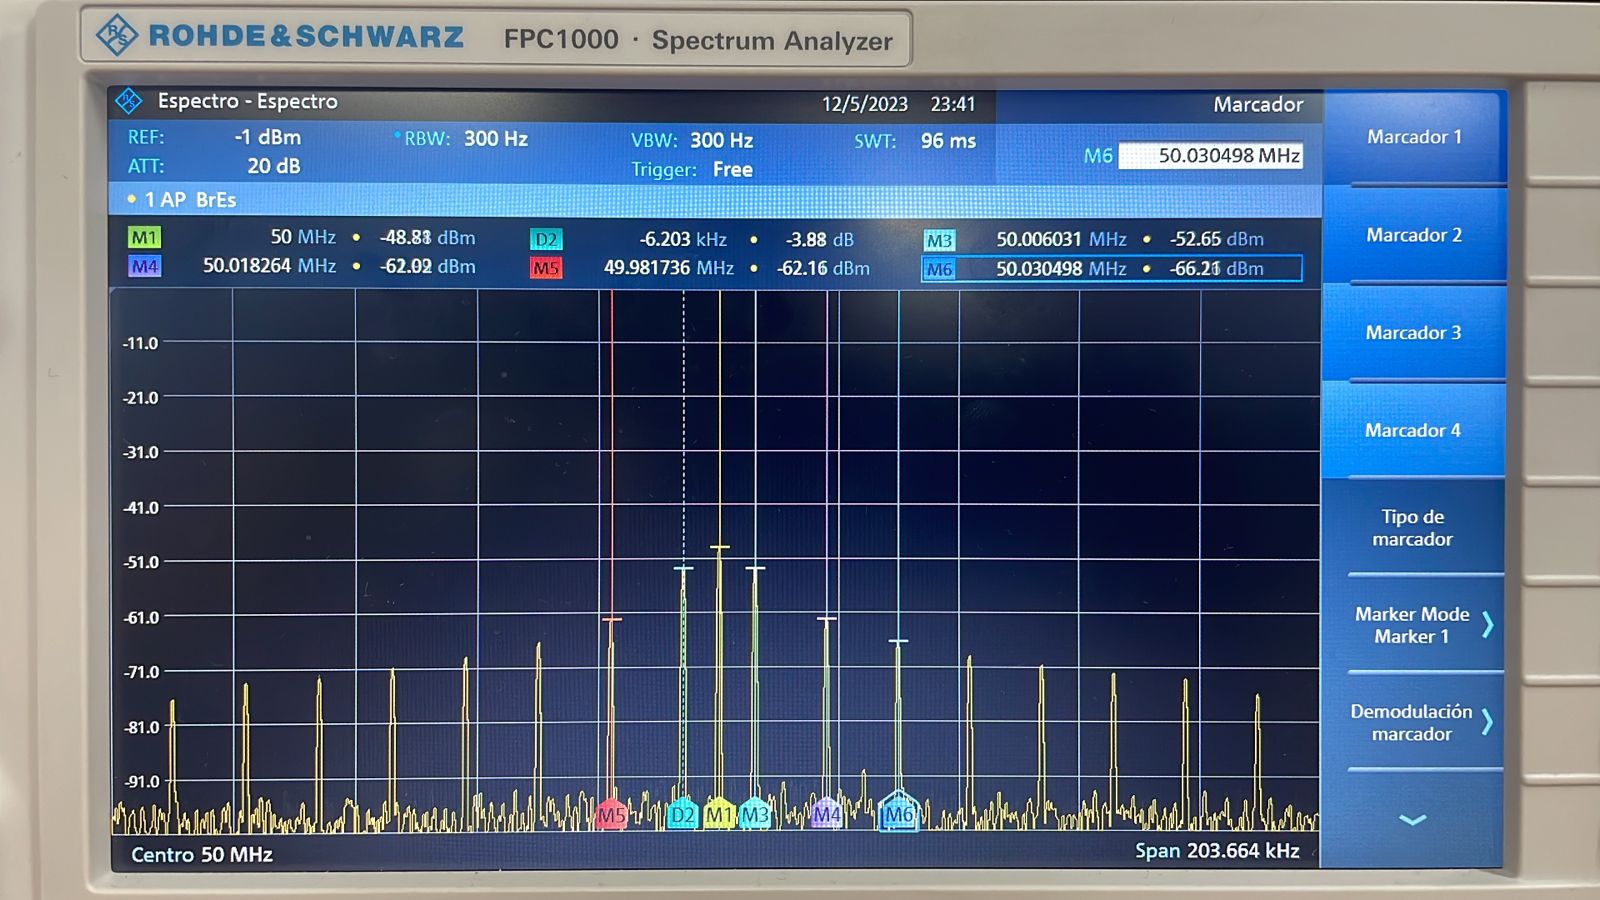 ROHDE&SCHWARZ FPC1000 · Spectrum Analyzer
Espectro - Espectro 12/5/2023 23:41 Marcador
REF: -1 dBm RBW: 300 Hz VBW: 300 Hz SWT: 96 ms
ATT: 20 dB Trigger: Free
M6 50.030498 MHz
1 AP BrEs
M1 50 MHz • dBm D2 -6.203 kHz • -3.88 dB M3 50.006031 MHz • -52.65 dBm
M4 50.018264 MHz • dBm M5 49.981736 MHz • -62.16 dBm M6 50.030498 MHz • dBm
-11.0
-21.0
-31.0
-41.0
-51.0
-61.0
-71.0
-81.0
-91.0
M5 D2 M1 M3 M4 M6
Centro 50 MHz Span 203.664 kHz
Marcador 1
Marcador 2
Marcador 3
Marcador 4
Tipo de
marcador
Marker Mode
Marker 1
Demodulación
marcador